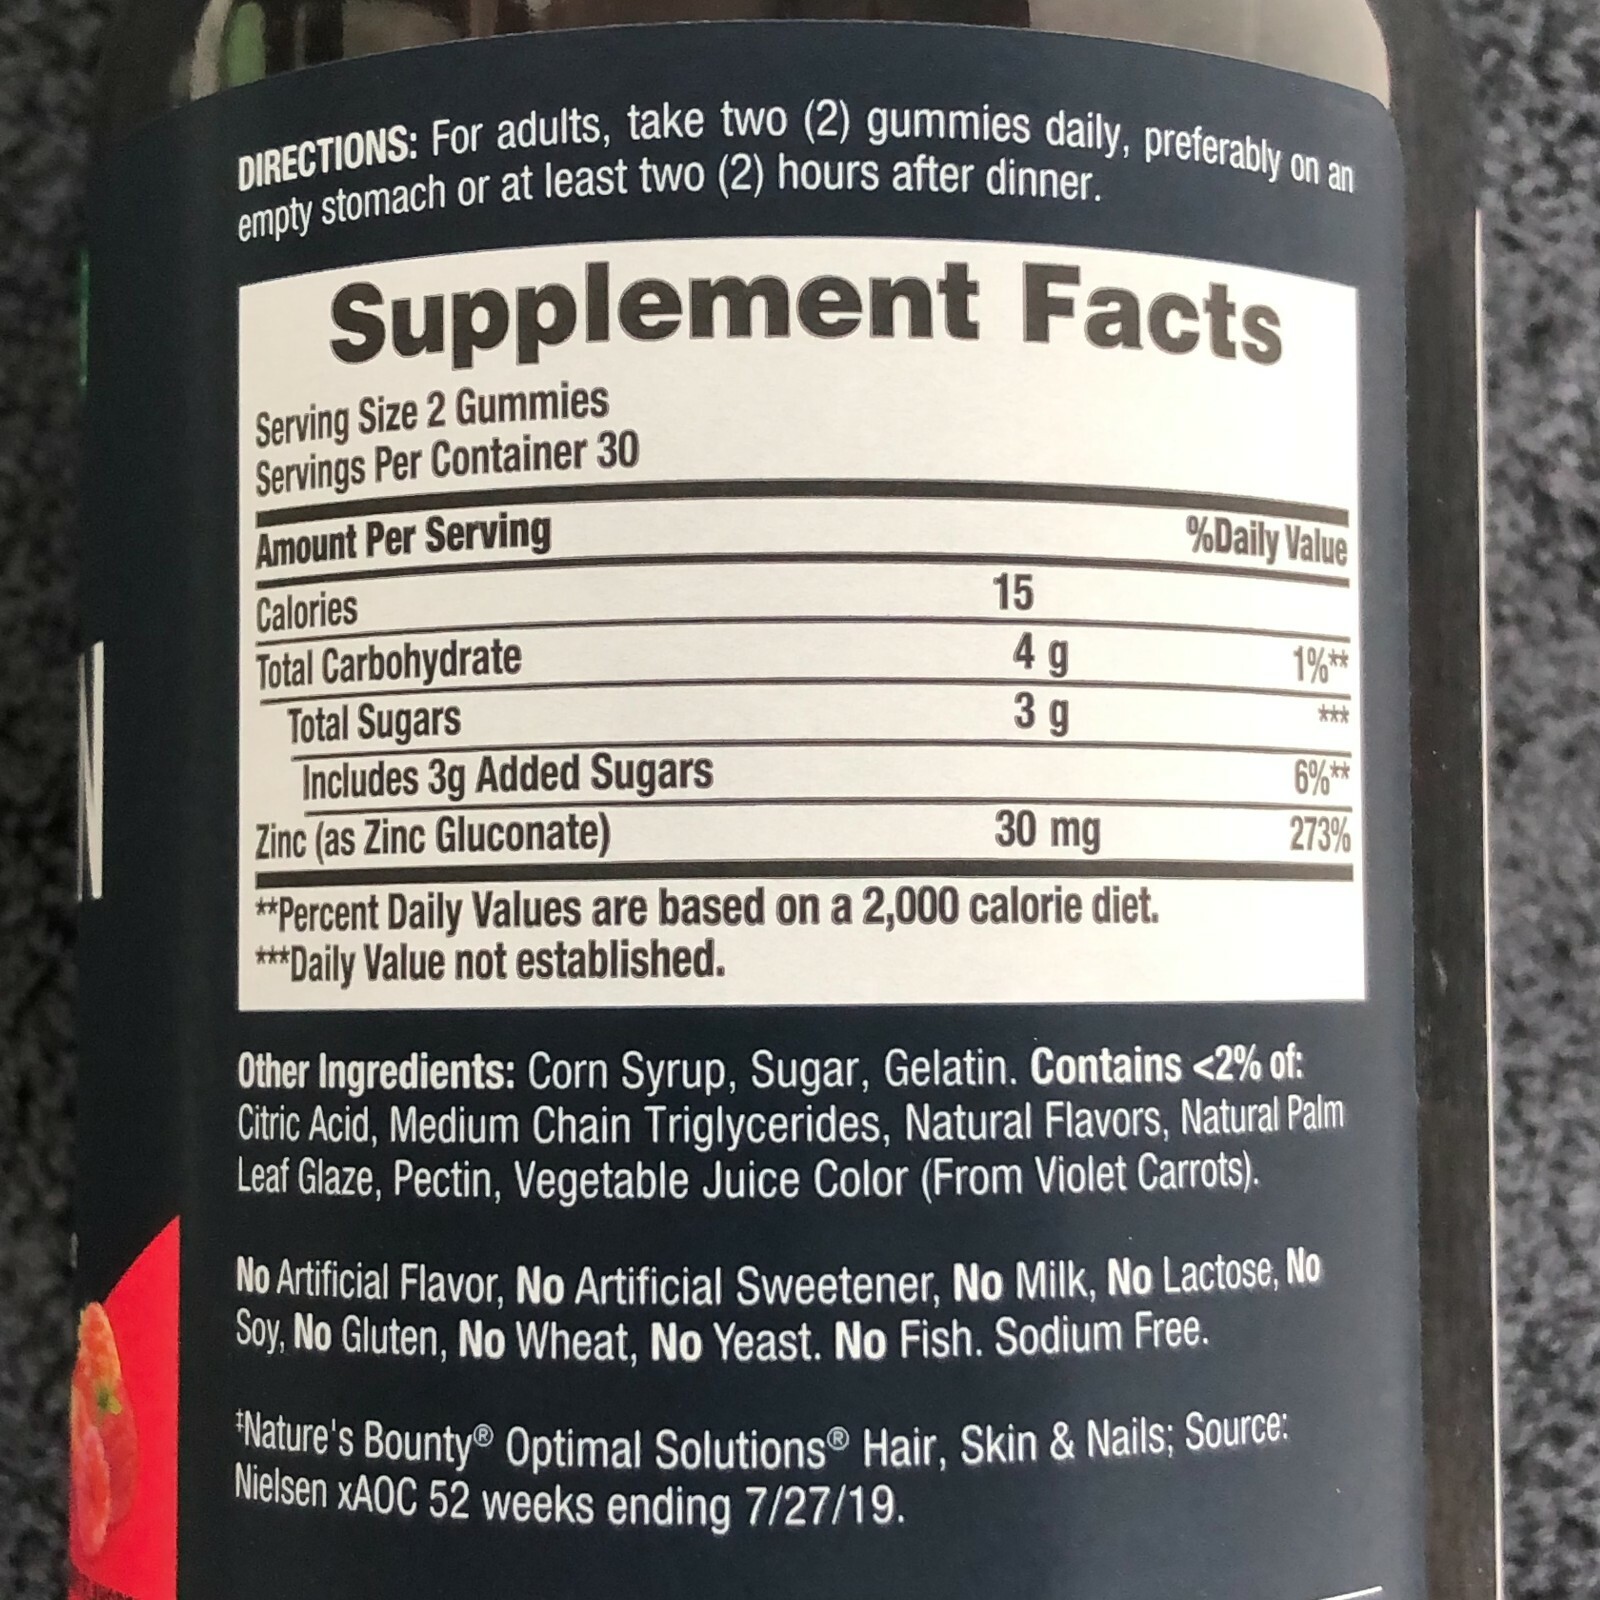 DIRECTIONS: For adults, take two (2) gummies daily, preferably on an
empty stomach or at least two (2) hours after dinner.
Supplement Facts
Serving Size 2 Gummies
Servings Per Container 30
Amount Per Serving %Daily Value
Calories 15
Total Carbohydrate 4 g 1%**
Total Sugars 3 g ***
Includes 3g Added Sugars 6%**
Zinc (as Zinc Gluconate) 30 mg 273%
**Percent Daily Values are based on a 2,000 calorie diet.
***Daily Value not established.
Other Ingredients: Corn Syrup, Sugar, Gelatin. Contains <2% of:
Citric Acid, Medium Chain Triglycerides, Natural Flavors, Natural Palm
Leaf Glaze, Pectin, Vegetable Juice Color (From Violet Carrots).
No Artificial Flavor, No Artificial Sweetener, No Milk, No Lactose, No
Soy, No Gluten, No Wheat, No Yeast. No Fish. Sodium Free.
‡Nature's Bounty® Optimal Solutions® Hair, Skin & Nails; Source:
Nielsen xAOC 52 weeks ending 7/27/19.